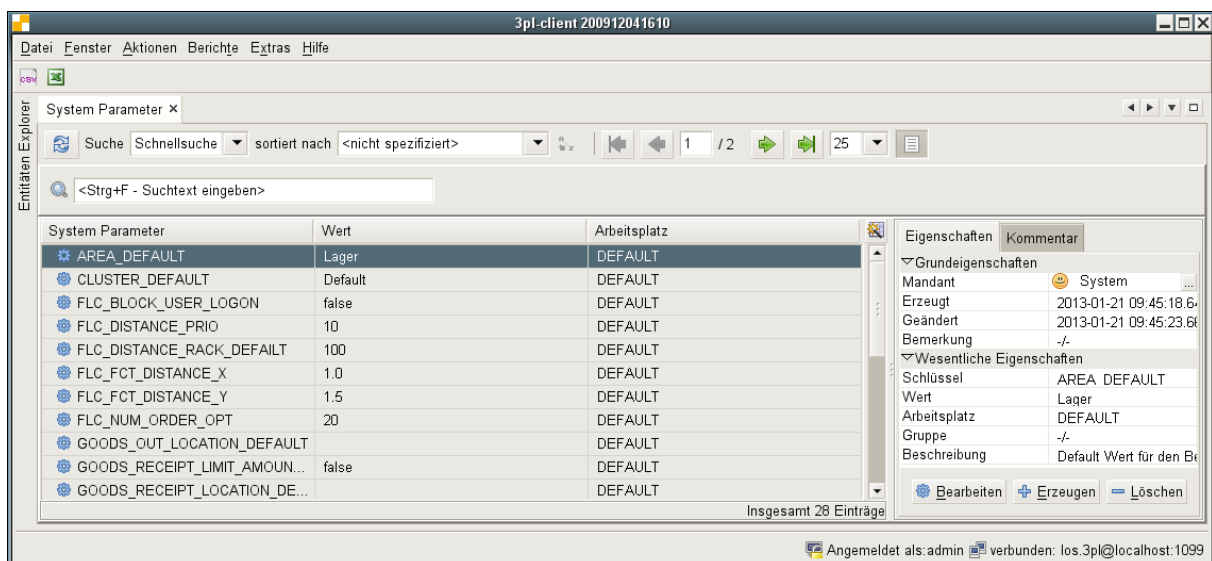 3pl-client 200912041610
Datei Fenster Aktionen Berichte Extras Hilfe
csv
Entitäten Explorer
System Parameter
Suche Schnellsuche sortiert nach <nicht spezifiziert> 1 / 2 25
<Strg+F - Suchtext eingeben>
System Parameter Wert Arbeitsplatz
AREA_DEFAULT Lager DEFAULT
CLUSTER_DEFAULT Default DEFAULT
FLC_BLOCK_USER_LOGON false DEFAULT
FLC_DISTANCE_PRIO 10 DEFAULT
FLC_DISTANCE_RACK_DEFAILT 100 DEFAULT
FLC_FCT_DISTANCE_X 1.0 DEFAULT
FLC_FCT_DISTANCE_Y 1.5 DEFAULT
FLC_NUM_ORDER_OPT 20 DEFAULT
GOODS_OUT_LOCATION_DEFAULT DEFAULT
GOODS_RECEIPT_LIMIT_AMOUN... false DEFAULT
GOODS_RECEIPT_LOCATION_DE... DEFAULT
Insgesamt 28 Einträge
Eigenschaften Kommentar
Grundeigenschaften
Mandant System ...
Erzeugt 2013-01-21 09:45:18.64
Geändert 2013-01-21 09:45:23.68
Bemerkung -/-
Wesentliche Eigenschaften
Schlüssel AREA_DEFAULT
Wert Lager
Arbeitsplatz DEFAULT
Gruppe -/-
Beschreibung Default Wert für den Be
Bearbeiten Erzeugen Löschen
Angemeldet als:admin verbunden: los.3pl@localhost:1099